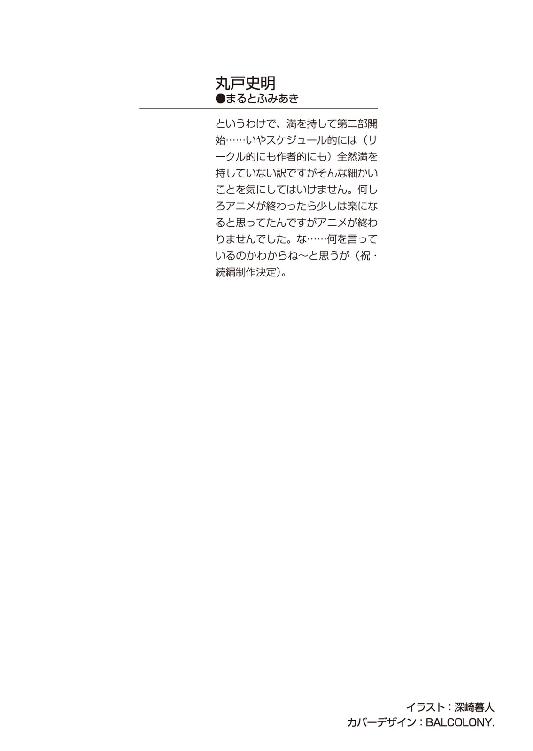 丸戸史明
●まるとふみあき
というわけで、満を持して第二部開
始……いやスケジュール的には（リ
ークル的にも作者的にも）全然満を
持していない訳ですがそんな細かい
ことを気にしてはいけません。何し
ろアニメが終わったら少しは楽にな
ると思ってたんですがアニメが終わ
りませんでした。な……何を言って
いるのかわからね～と思うが（祝・
続編制作決定）。
イラスト：深崎暮人
カバーデザイン：BALCOLONY.